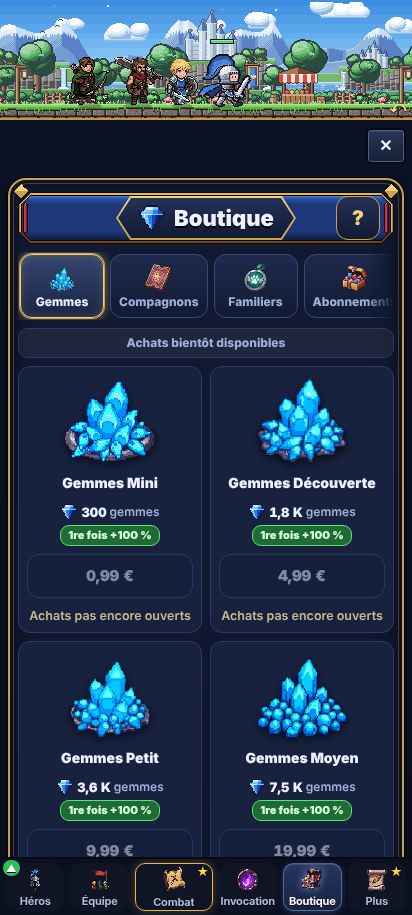 ✕
Boutique
?
Gemmes
Compagnons
Familiers
Abonnement
Achats bientôt disponibles
Gemmes Mini
300 gemmes
1re fois +100 %
0,99 €
Achats pas encore ouverts
Gemmes Découverte
1,8 K gemmes
1re fois +100 %
4,99 €
Achats pas encore ouverts
Gemmes Petit
3,6 K gemmes
1re fois +100 %
9,99 €
Gemmes Moyen
7,5 K gemmes
1re fois +100 %
19,99 €
Héros
Équipe
Combat
Invocation
Boutique
Plus